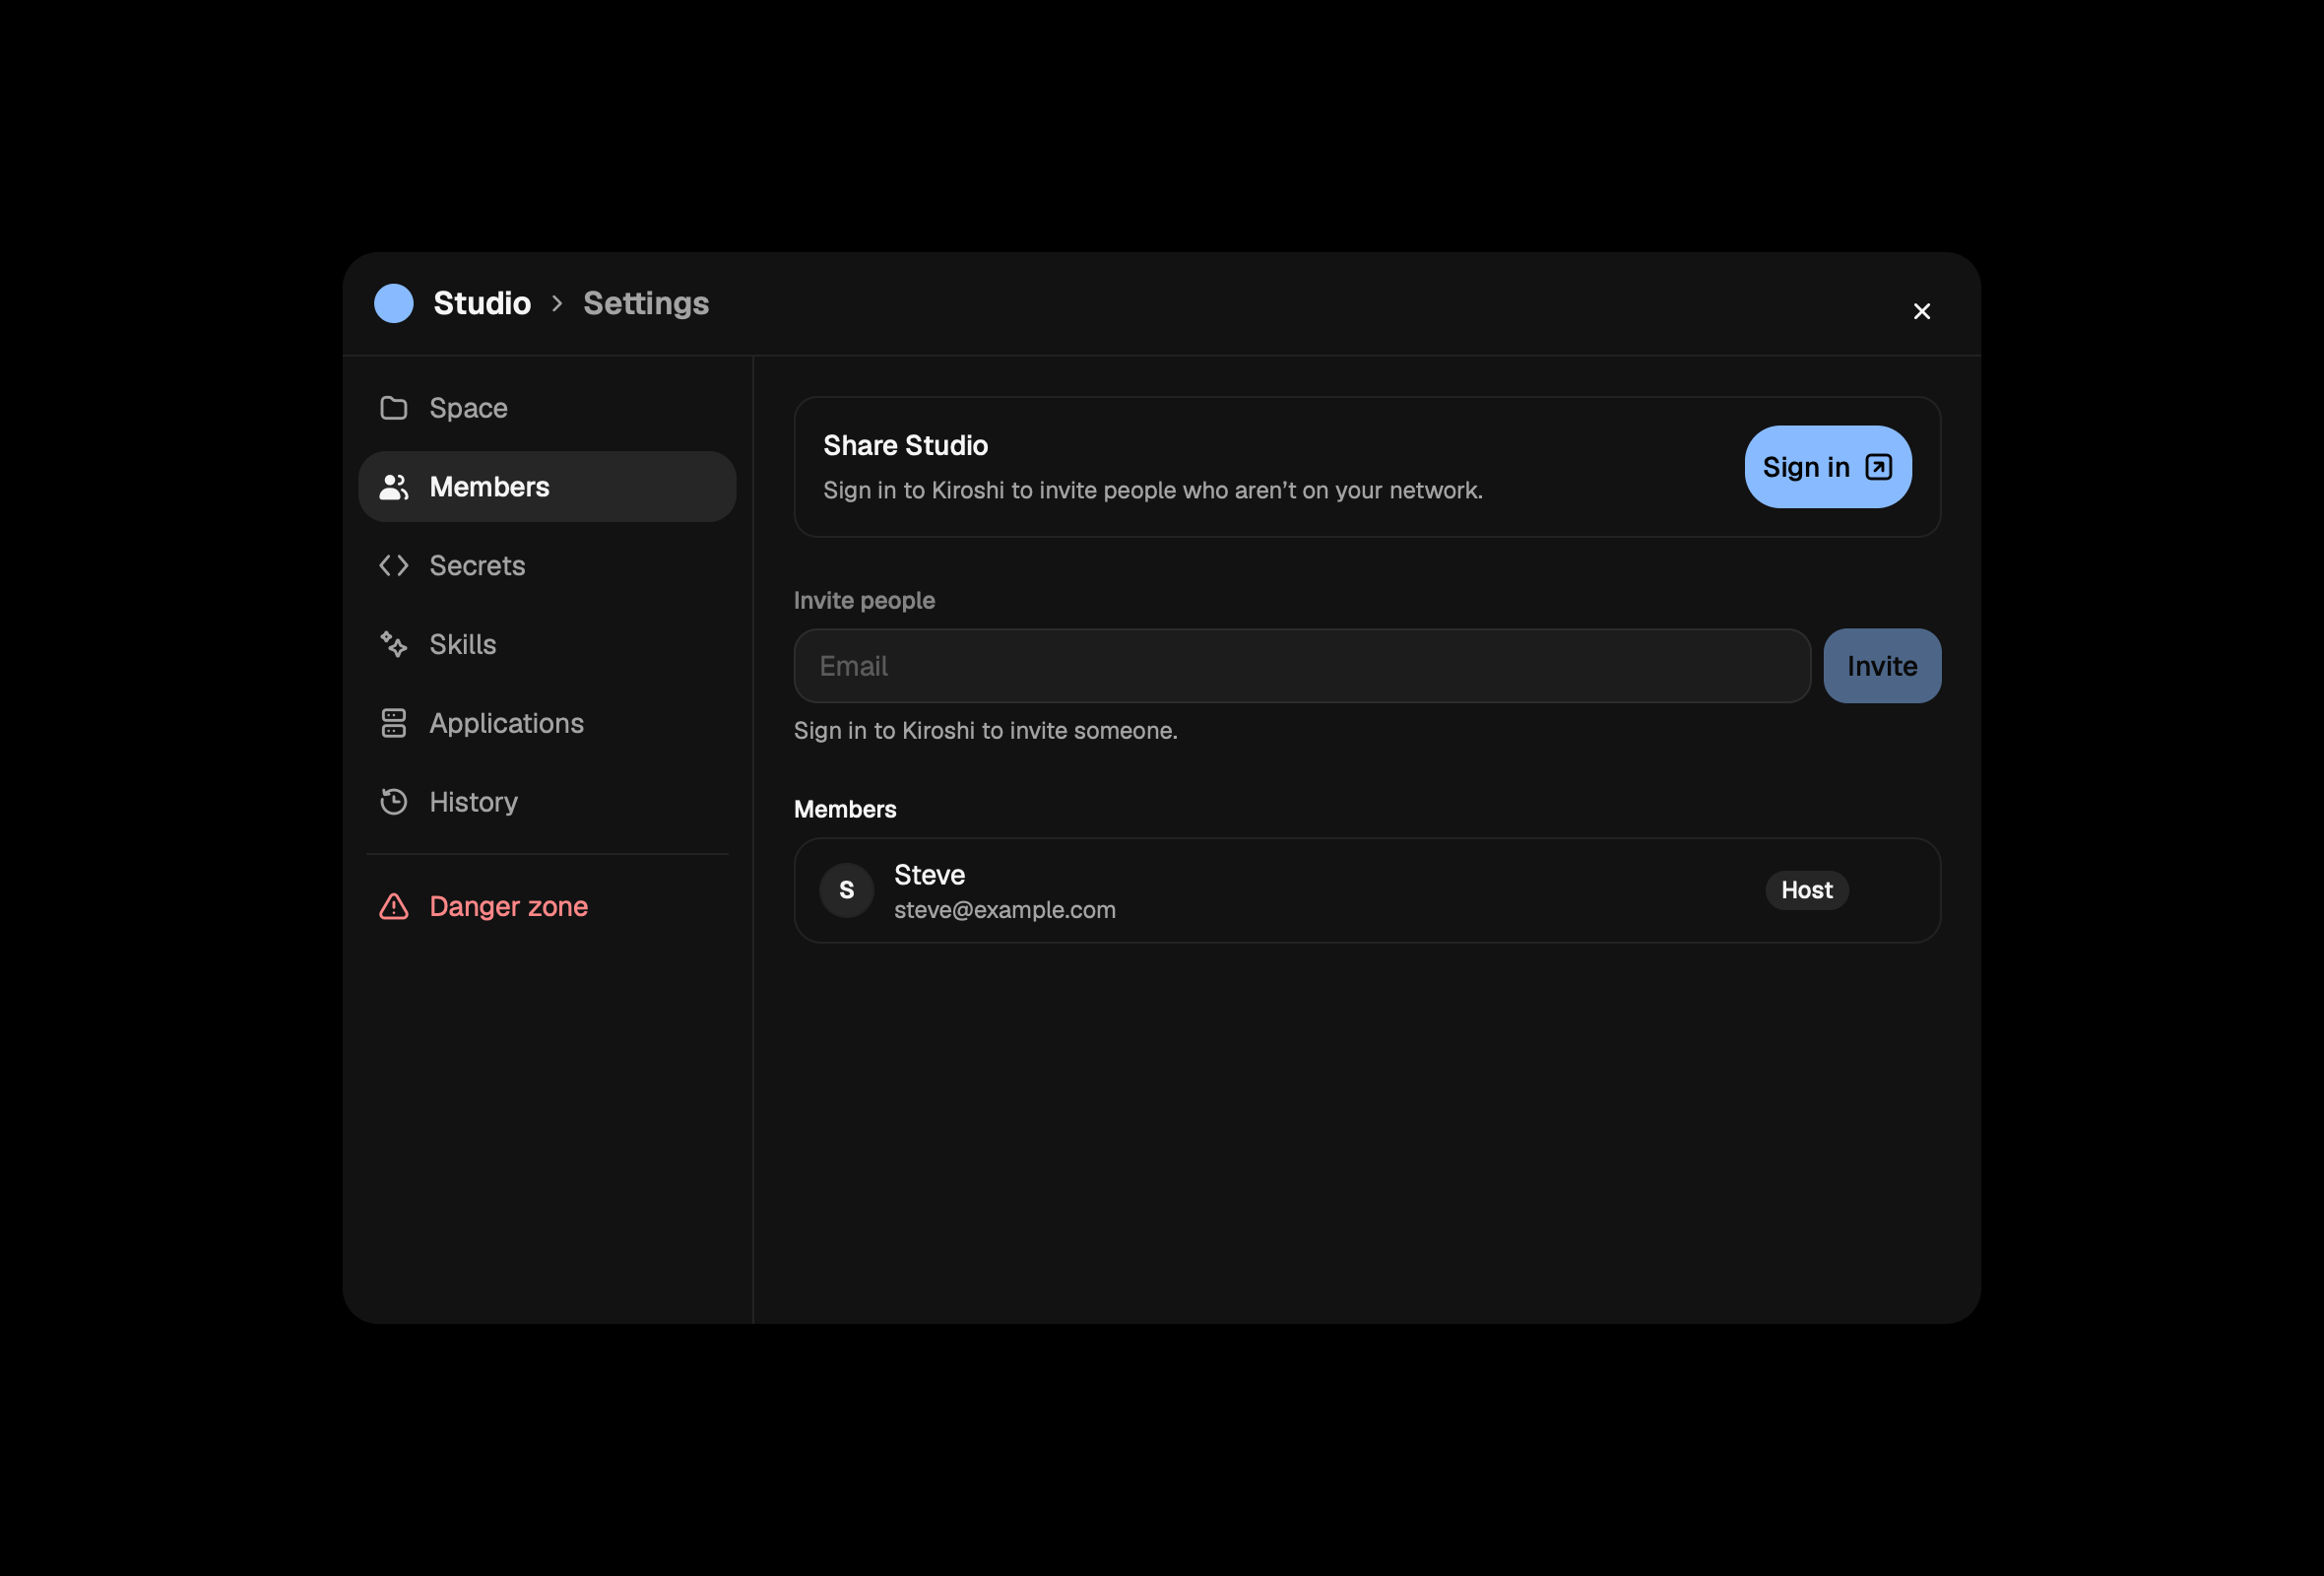 Studio > Settings
Space
Members
Secrets
Skills
Applications
History
Danger zone
Share Studio
Sign in to Kiroshi to invite people who aren’t on your network.
Sign in
Invite people
Email
Invite
Sign in to Kiroshi to invite someone.
Members
S
Steve
steve@example.com
Host